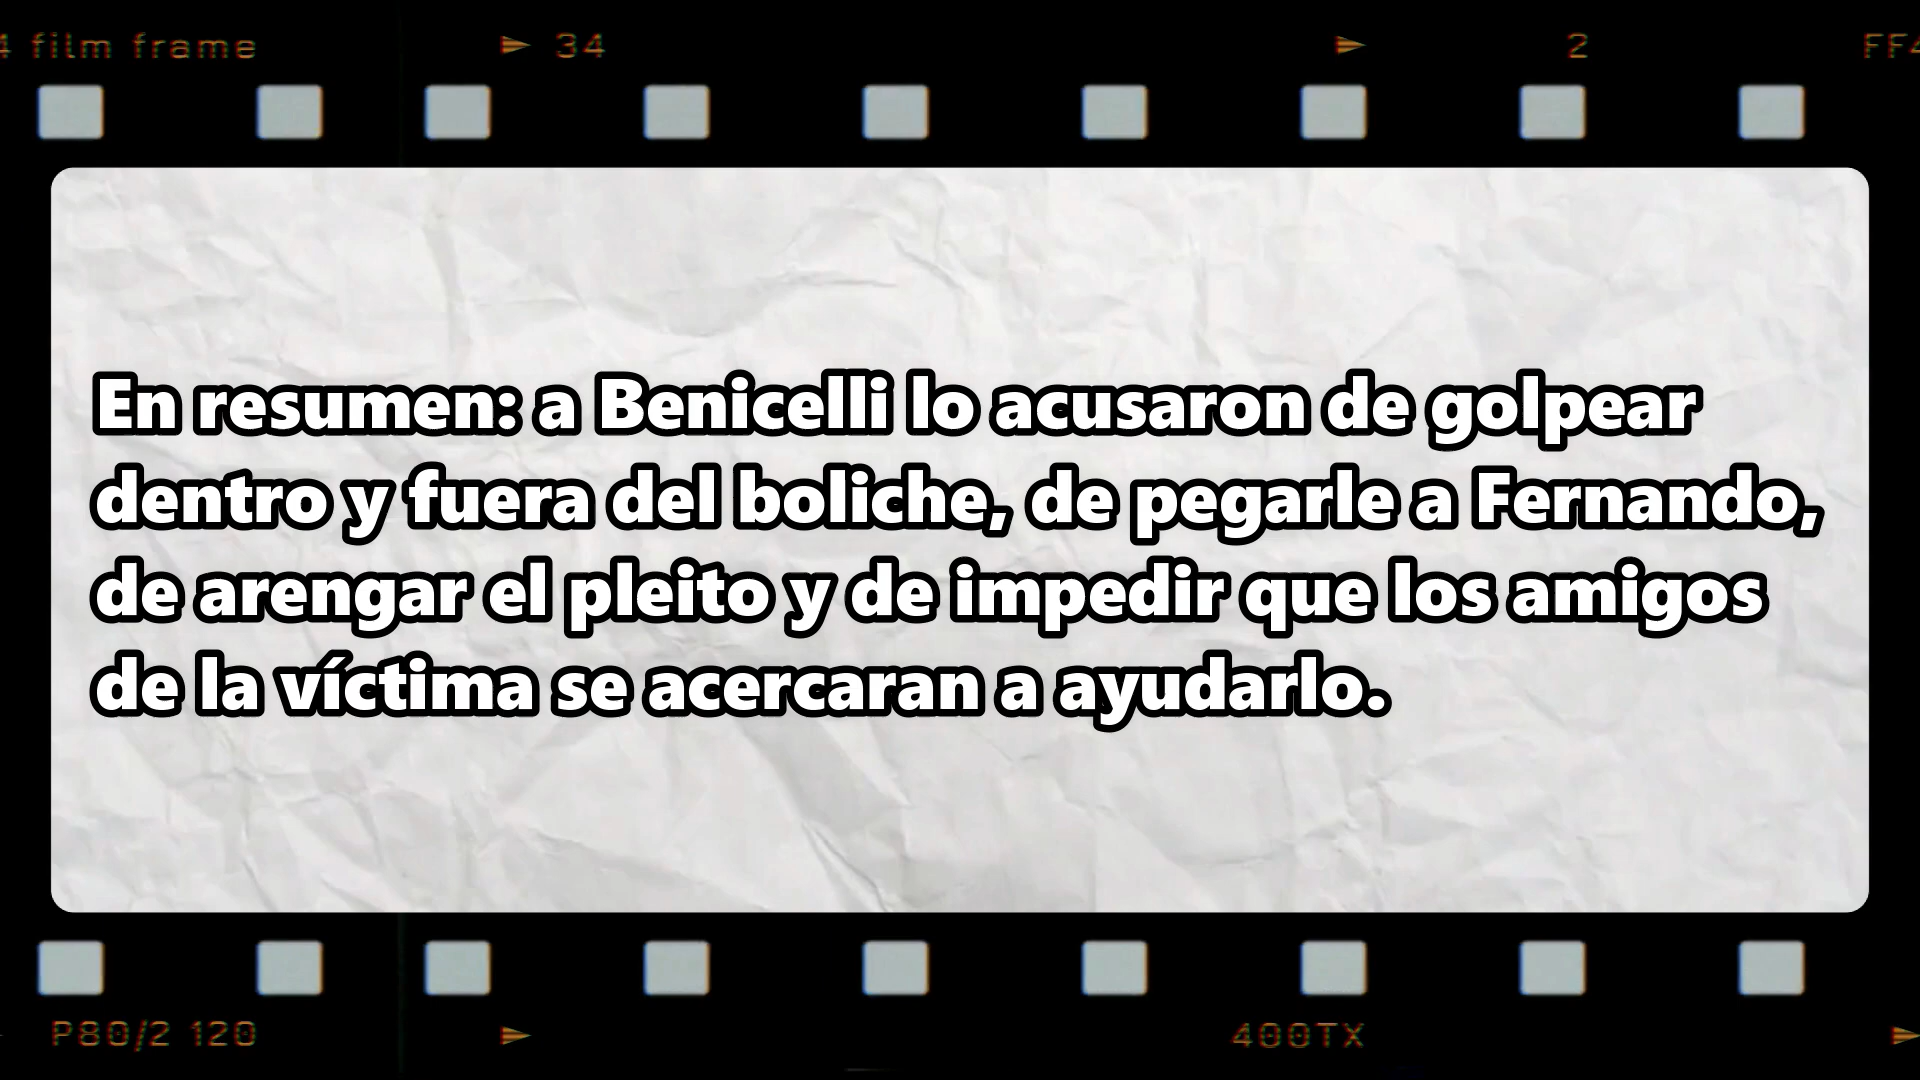 4 film frame ► 34 ► 2 FF4
En resumen: a Benicelli lo acusaron de golpear
dentro y fuera del boliche, de pegarle a Fernando,
de arengar el pleito y de impedir que los amigos
de la víctima se acercaran a ayudarlo.
P80/2 120 ► 400TX ►